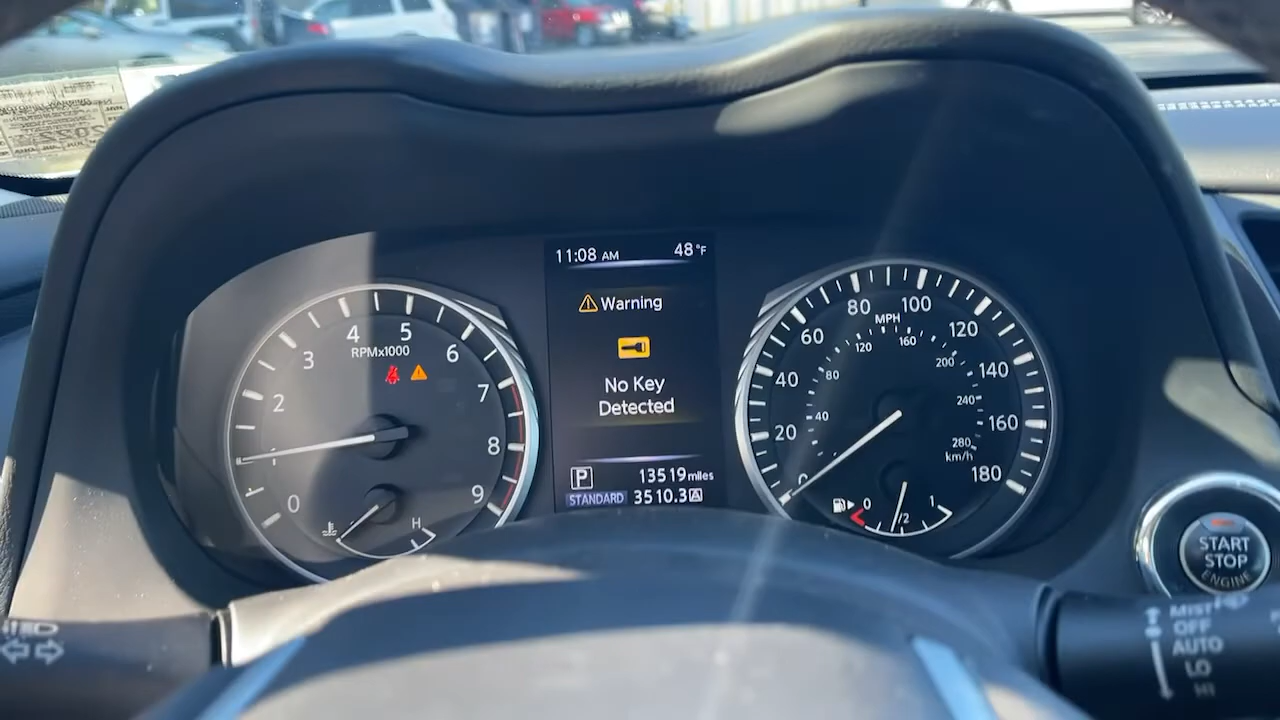 11:08 AM 48°F
Warning
No Key
Detected
P 13519 miles
STANDARD 3510.3 A
0 2 3 4 5 6 7 8 9
RPMx1000
H
0 20 40 60 80 100 120 140 160 180
MPH
40 80 120 160 200 240 280
km/h
0 1/2 1
START
STOP
ENGINE
MIST
OFF
AUTO
LO
HI
2022